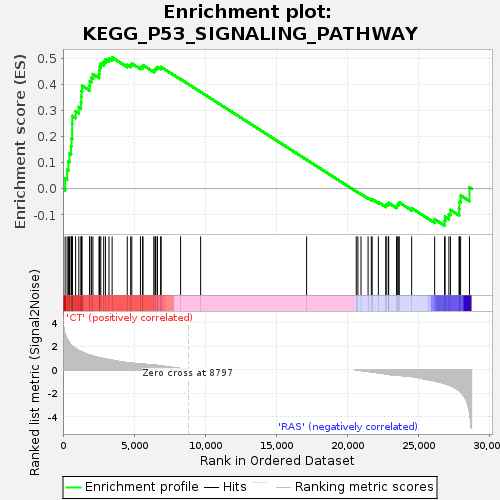 Enrichment plot:
KEGG_P53_SIGNALING_PATHWAY
Enrichment score (ES)
0.5
0.4
0.3
0.2
0.1
0.0
-0.1
Ranked list metric (Signal2Noise)
'CT' (positively correlated)
4
2
0
-2
-4
Zero cross at 8797
'RAS' (negatively correlated)
0
5,000
10,000
15,000
20,000
25,000
30,000
Rank in Ordered Dataset
Enrichment profile
Hits
Ranking metric scores